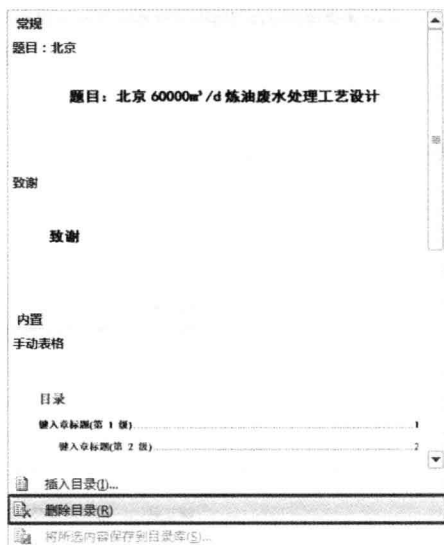 常规
题目：北京
题目：北京 60000m³/d 炼油废水处理工艺设计
致谢
致谢
内置
手动表格
目录
键入章标题(第 1 级)........................................1
键入章标题(第 2 级)........................................2
插入目录(I)...
删除目录(R)
将所选内容保存到目录库(S)...